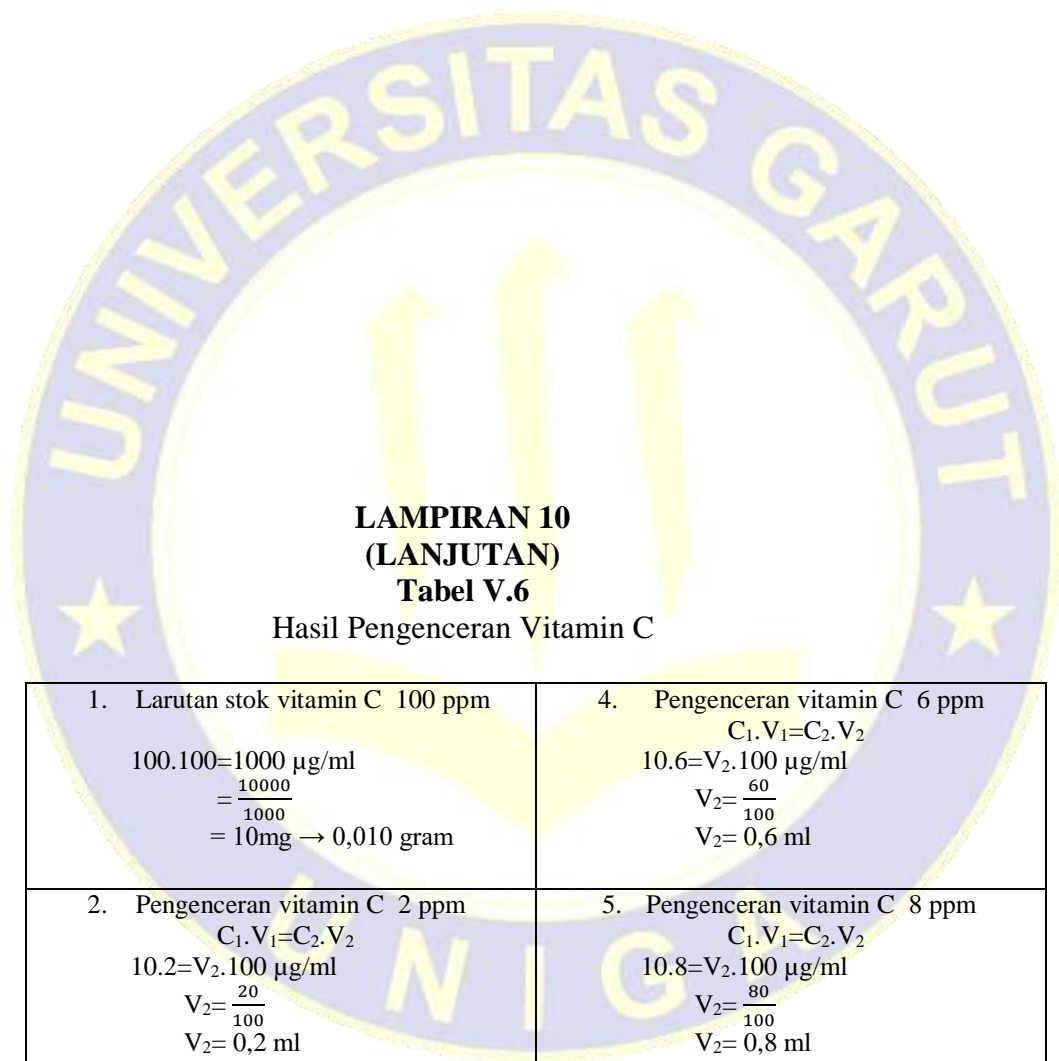 UNIVERSITAS GARUT
LAMPIRAN 10
(LANJUTAN)
Tabel V.6
Hasil Pengenceran Vitamin C
1. Larutan stok vitamin C 100 ppm
100.100=1000 µg/ml
= 10000/1000
= 10mg → 0,010 gram
4. Pengenceran vitamin C 6 ppm
C₁.V₁=C₂.V₂
10.6=V₂.100 µg/ml
V₂= 60/100
V₂= 0,6 ml
2. Pengenceran vitamin C 2 ppm
C₁.V₁=C₂.V₂
10.2=V₂.100 µg/ml
V₂= 20/100
V₂= 0,2 ml
5. Pengenceran vitamin C 8 ppm
C₁.V₁=C₂.V₂
10.8=V₂.100 µg/ml
V₂= 80/100
V₂= 0,8 ml
UNIGA